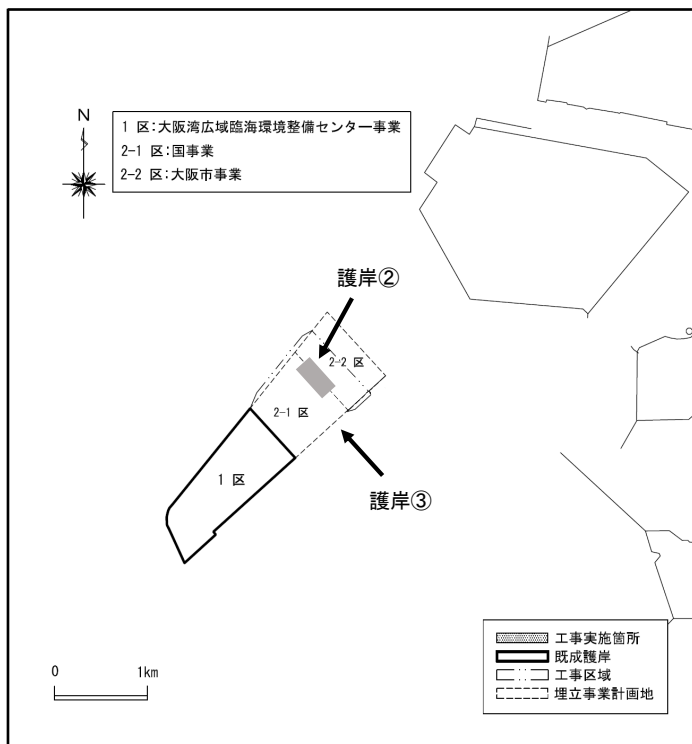 N
1 区：大阪湾広域臨海環境整備センター事業
2-1 区：国事業
2-2 区：大阪市事業
護岸②
2-2 区
2-1 区
護岸③
1 区
0 1km
工事実施箇所
既成護岸
工事区域
埋立事業計画地